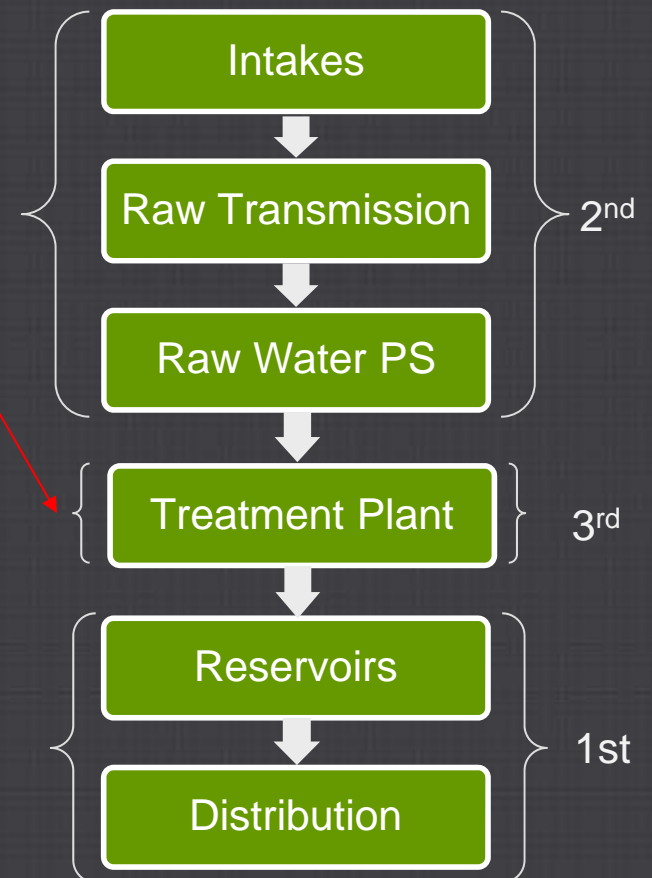 Intakes
Raw Transmission
2nd
Raw Water PS
Treatment Plant
3rd
Reservoirs
1st
Distribution